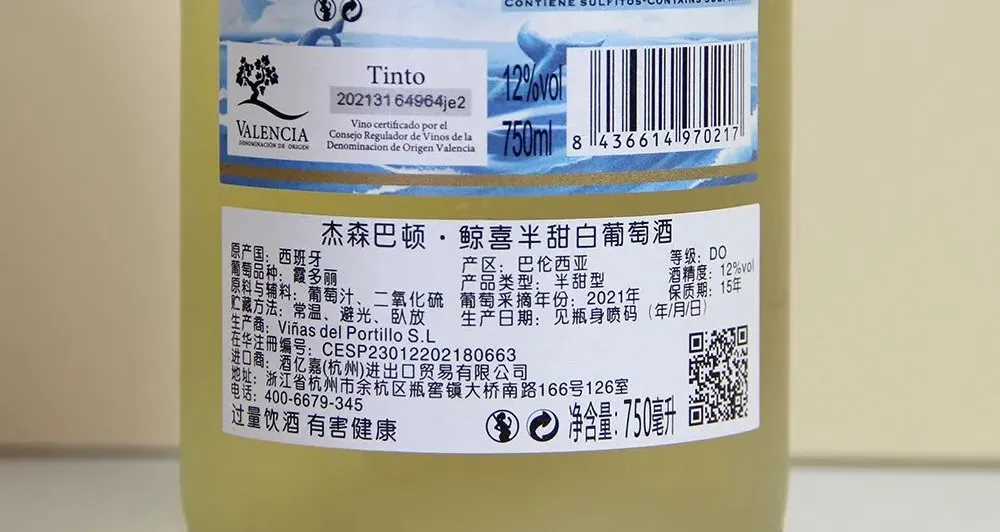 CONTIENE SULFITOS-CONTAINS
Tinto
202131 64964je2
VALENCIA
DENOMINACIÓN DE ORIGEN
Vino certificado por el
Consejo Regulador de Vinos de la
Denominacion de Origen Valencia
12%vol
750ml
8 436614 970217
杰森巴顿·鲸喜半甜白葡萄酒
原产国：西班牙 产区：巴伦西亚 等级：DO
葡萄品种：霞多丽 产品类型：半甜型 酒精度：12%vol
原料与辅料：葡萄汁、二氧化硫 葡萄采摘年份：2021年 保质期：15年
贮藏方法：常温、避光、卧放 生产日期：见瓶身喷码（年/月/日）
生产商：Viñas del Portillo S.L
在华注册编号：CESP23012202180663
进口商：酒亿嘉(杭州)进出口贸易有限公司
地址：浙江省杭州市余杭区瓶窑镇大桥南路166号126室
电话：400-6679-345
过量饮酒 有害健康
净含量：750毫升